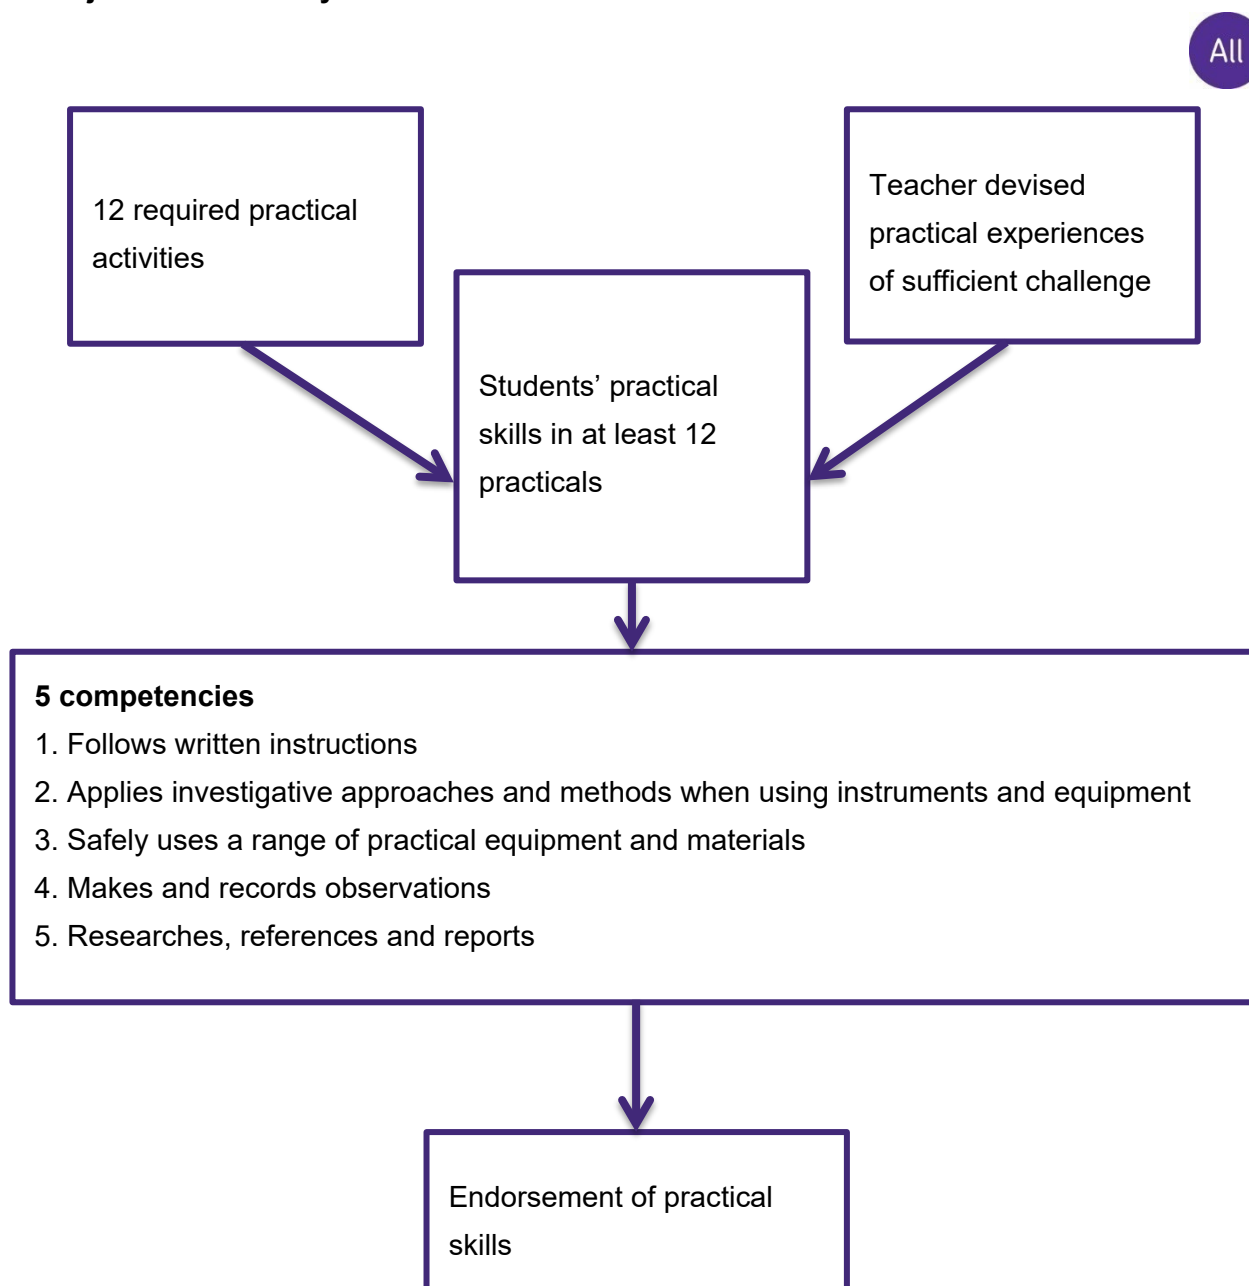 All
12 required practical
activities
Teacher devised
practical experiences
of sufficient challenge
Students’ practical
skills in at least 12
practicals
5 competencies
1. Follows written instructions
2. Applies investigative approaches and methods when using instruments and equipment
3. Safely uses a range of practical equipment and materials
4. Makes and records observations
5. Researches, references and reports
Endorsement of practical
skills